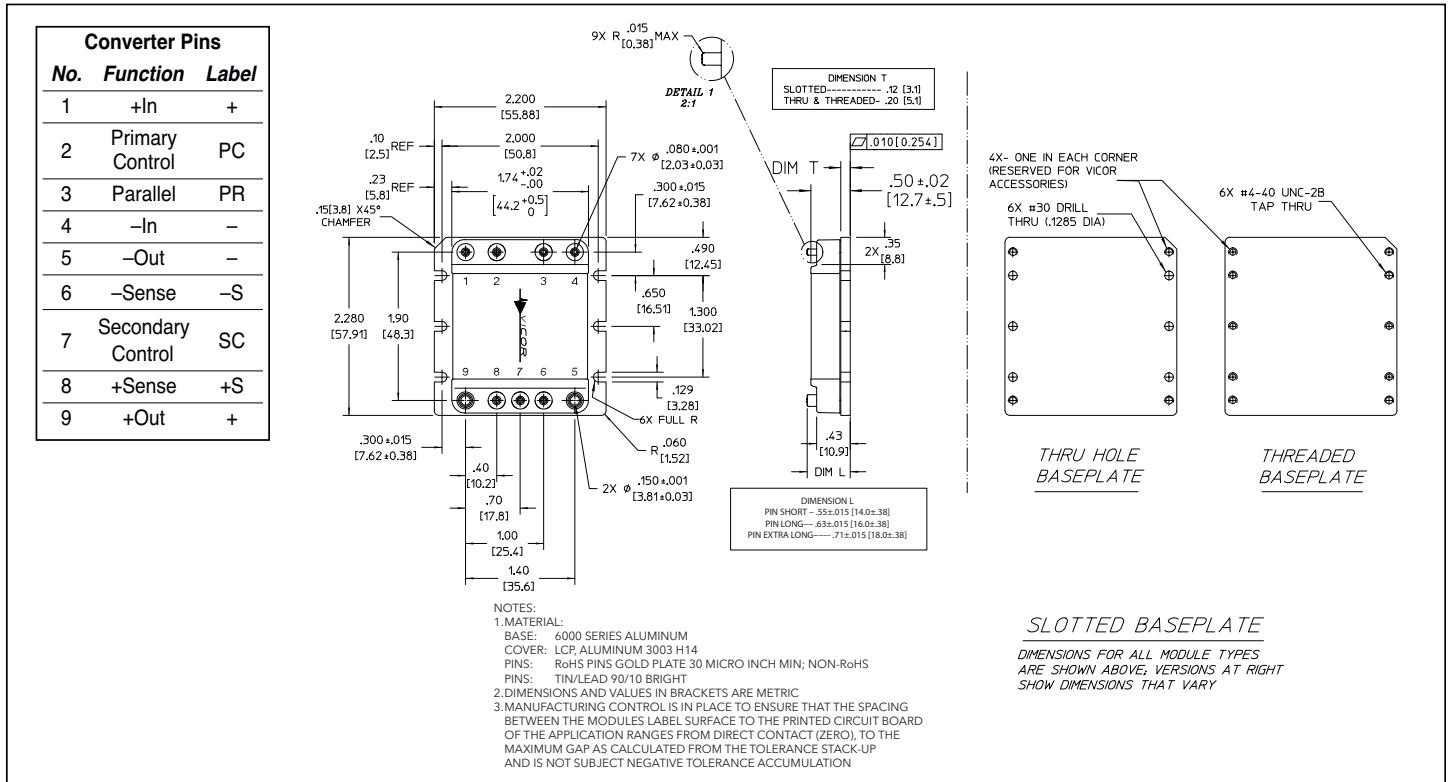 Converter Pins
No. Function Label
1 +In +
2 Primary Control PC
3 Parallel PR
4 –In –
5 –Out –
6 –Sense –S
7 Secondary Control SC
8 +Sense +S
9 +Out +
9X R .015 [0.38] MAX
DETAIL 1
2:1
DIMENSION T
SLOTTED----------- .12 [3.1]
THRU & THREADED- .20 [5.1]
2.200
[55.88]
.10
[2.5] REF
2.000
[50.8]
.23
[5.8] REF
1.74 +.02 -.00
[44.2 +0.5 0]
.15[3.8] X45°
CHAMFER
7X ø .080±.001
[2.03±0.03]
.300±.015
[7.62±0.38]
.490
[12.45]
.650
[16.51]
1.300
[33.02]
2.280
[57.91]
1.90
[48.3]
1 2 3 4
VICOR
9 8 7 6 5
.129
[3.28]
6X FULL R
R .060
[1.52]
2X ø .150±.001
[3.81±0.03]
.300±.015
[7.62±0.38]
.40
[10.2]
.70
[17.8]
1.00
[25.4]
1.40
[35.6]
.010[0.254]
DIM T
.50±.02
[12.7±.5]
2X .35
[8.8]
.43
[10.9]
DIM L
DIMENSION L
PIN SHORT – .55±.015 [14.0±.38]
PIN LONG–– .63±.015 [16.0±.38]
PIN EXTRA LONG–––– .71±.015 [18.0±.38]
4X- ONE IN EACH CORNER
(RESERVED FOR VICOR
ACCESSORIES)
6X #30 DRILL
THRU (.1285 DIA)
6X #4-40 UNC-2B
TAP THRU
THRU HOLE
BASEPLATE
THREADED
BASEPLATE
SLOTTED BASEPLATE
DIMENSIONS FOR ALL MODULE TYPES
ARE SHOWN ABOVE; VERSIONS AT RIGHT
SHOW DIMENSIONS THAT VARY
NOTES:
1.MATERIAL:
BASE: 6000 SERIES ALUMINUM
COVER: LCP, ALUMINUM 3003 H14
PINS: RoHS PINS GOLD PLATE 30 MICRO INCH MIN; NON-RoHS
PINS: TIN/LEAD 90/10 BRIGHT
2.DIMENSIONS AND VALUES IN BRACKETS ARE METRIC
3.MANUFACTURING CONTROL IS IN PLACE TO ENSURE THAT THE SPACING
BETWEEN THE MODULES LABEL SURFACE TO THE PRINTED CIRCUIT BOARD
OF THE APPLICATION RANGES FROM DIRECT CONTACT (ZERO), TO THE
MAXIMUM GAP AS CALCULATED FROM THE TOLERANCE STACK-UP
AND IS NOT SUBJECT NEGATIVE TOLERANCE ACCUMULATION